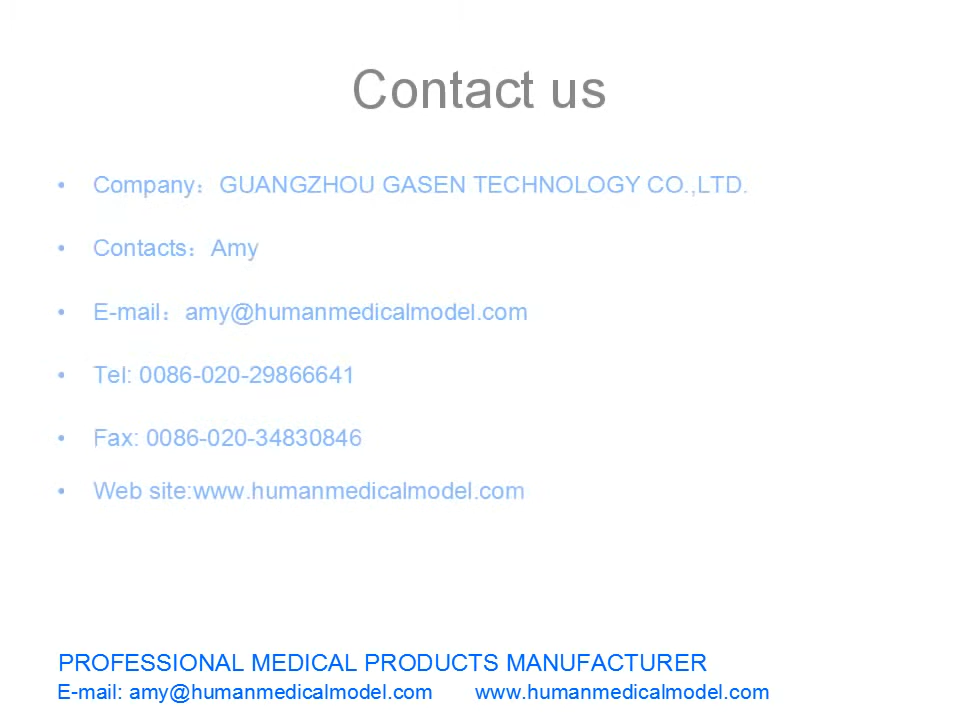 Contact us
• Company：GUANGZHOU GASEN TECHNOLOGY CO.,LTD.
• Contacts：Amy
• E-mail：amy@humanmedicalmodel.com
• Tel: 0086-020-29866641
• Fax: 0086-020-34830846
• Web site:www.humanmedicalmodel.com
PROFESSIONAL MEDICAL PRODUCTS MANUFACTURER
E-mail: amy@humanmedicalmodel.com www.humanmedicalmodel.com